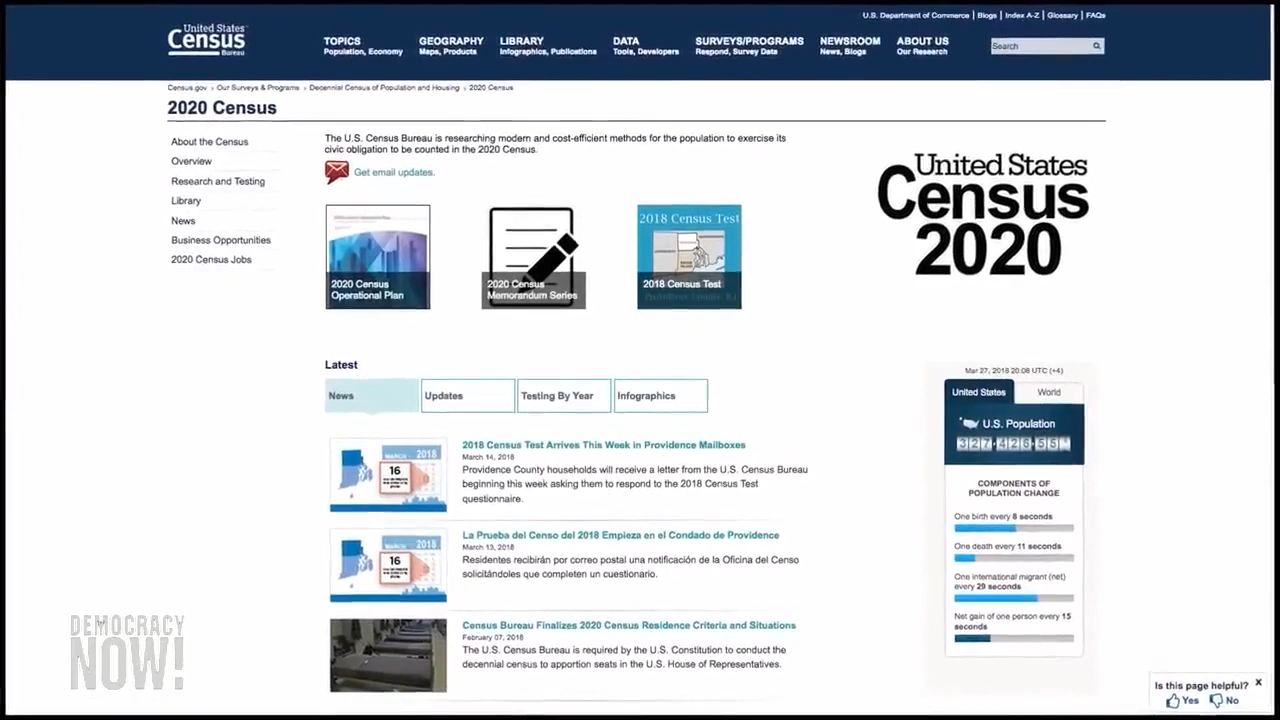 U.S. Department of Commerce | Blogs | Index A-Z | Glossary | FAQs
United States
Census
Bureau
TOPICS
Population, Economy
GEOGRAPHY
Maps, Products
LIBRARY
Infographics, Publications
DATA
Tools, Developers
SURVEYS/PROGRAMS
Respond, Survey Data
NEWSROOM
News, Blogs
ABOUT US
Our Research
Search
Census.gov › Our Surveys & Programs › Decennial Census of Population and Housing › 2020 Census
2020 Census
About the Census
Overview
Research and Testing
Library
News
Business Opportunities
2020 Census Jobs
The U.S. Census Bureau is researching modern and cost-efficient methods for the population to exercise its
civic obligation to be counted in the 2020 Census.
Get email updates.
2020 Census
Operational Plan
2020 Census
Memorandum Series
2018 Census Test
2018 Census Test
United States
Census
2020
Latest
News
Updates
Testing By Year
Infographics
MARCH 2018
16
2018 Census Test Arrives This Week in Providence Mailboxes
March 14, 2018
Providence County households will receive a letter from the U.S. Census Bureau
beginning this week asking them to respond to the 2018 Census Test
questionnaire.
MARCH 2018
16
La Prueba del Censo del 2018 Empieza en el Condado de Providence
March 13, 2018
Residentes recibirán por correo postal una notificación de la Oficina del Censo
solicitándoles que completen un cuestionario.
Census Bureau Finalizes 2020 Census Residence Criteria and Situations
February 07, 2018
The U.S. Census Bureau is required by the U.S. Constitution to conduct the
decennial census to apportion seats in the U.S. House of Representatives.
Mar 27, 2018 20:08 UTC (+4)
United States
World
U.S. Population
COMPONENTS OF
POPULATION CHANGE
One birth every 8 seconds
One death every 11 seconds
One international migrant (net)
every 29 seconds
Net gain of one person every 15
seconds
Is this page helpful? X
Yes No
DEMOCRACY
NOW!